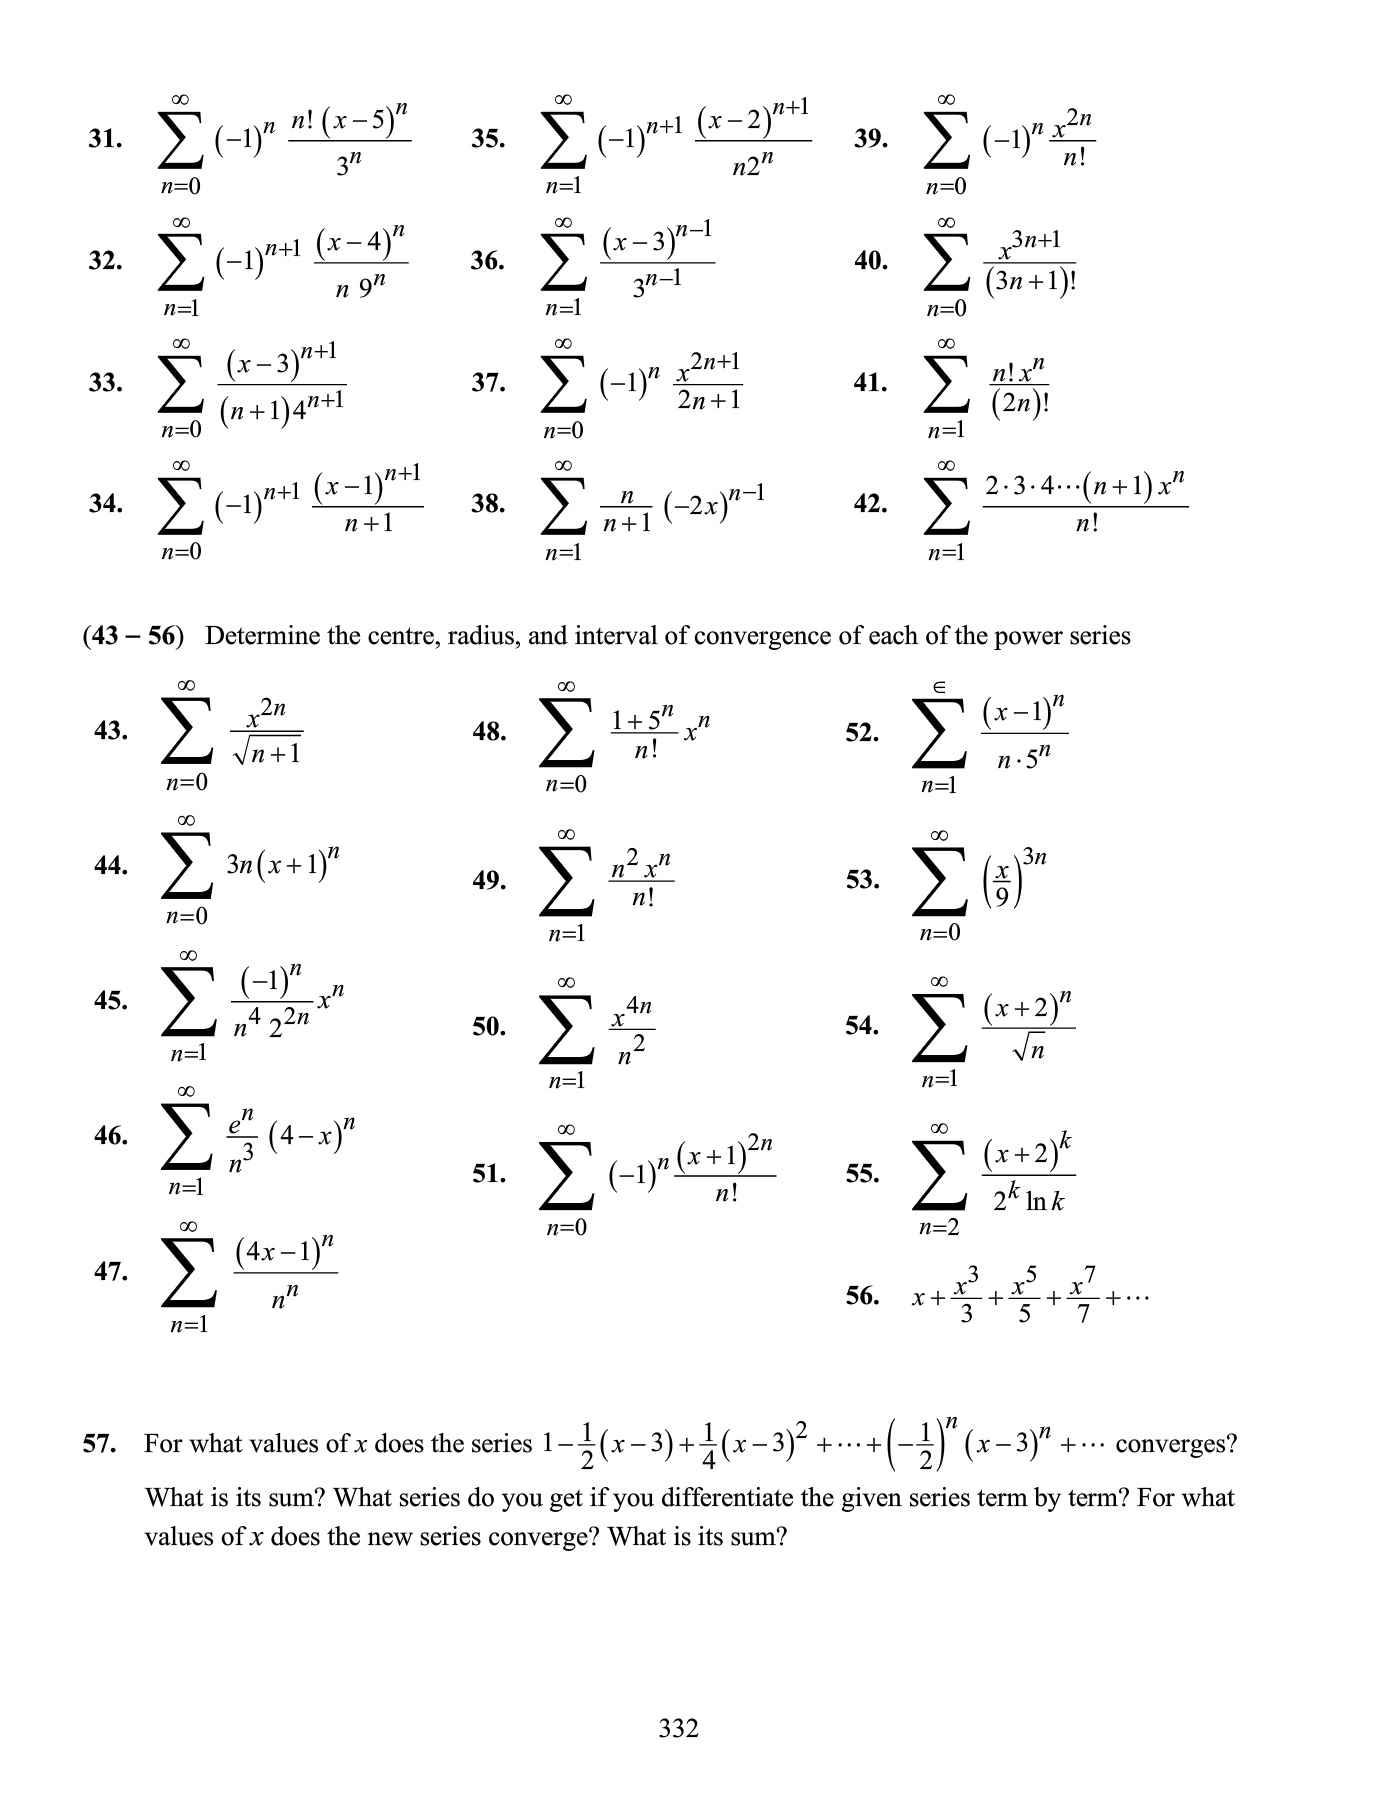 31. $\sum_{n=0}^{\infty} (-1)^n \frac{n!(x-5)^n}{3^n}$
32. $\sum_{n=1}^{\infty} (-1)^{n+1} \frac{(x-4)^n}{n\ 9^n}$
33. $\sum_{n=0}^{\infty} \frac{(x-3)^{n+1}}{(n+1)4^{n+1}}$
34. $\sum_{n=0}^{\infty} (-1)^{n+1} \frac{(x-1)^{n+1}}{n+1}$
35. $\sum_{n=1}^{\infty} (-1)^{n+1} \frac{(x-2)^{n+1}}{n2^n}$
36. $\sum_{n=1}^{\infty} \frac{(x-3)^{n-1}}{3^{n-1}}$
37. $\sum_{n=0}^{\infty} (-1)^n \frac{x^{2n+1}}{2n+1}$
38. $\sum_{n=1}^{\infty} \frac{n}{n+1} (-2x)^{n-1}$
39. $\sum_{n=0}^{\infty} (-1)^n \frac{x^{2n}}{n!}$
40. $\sum_{n=0}^{\infty} \frac{x^{3n+1}}{(3n+1)!}$
41. $\sum_{n=1}^{\infty} \frac{n!x^n}{(2n)!}$
42. $\sum_{n=1}^{\infty} \frac{2\cdot3\cdot4\cdots(n+1)x^n}{n!}$
(43 – 56) Determine the centre, radius, and interval of convergence of each of the power series
43. $\sum_{n=0}^{\infty} \frac{x^{2n}}{\sqrt{n+1}}$
44. $\sum_{n=0}^{\infty} 3n(x+1)^n$
45. $\sum_{n=1}^{\infty} \frac{(-1)^n}{n^4\ 2^{2n}} x^n$
46. $\sum_{n=1}^{\infty} \frac{e^n}{n^3} (4-x)^n$
47. $\sum_{n=1}^{\infty} \frac{(4x-1)^n}{n^n}$
48. $\sum_{n=0}^{\infty} \frac{1+5^n}{n!} x^n$
49. $\sum_{n=1}^{\infty} \frac{n^2 x^n}{n!}$
50. $\sum_{n=1}^{\infty} \frac{x^{4n}}{n^2}$
51. $\sum_{n=0}^{\infty} (-1)^n \frac{(x+1)^{2n}}{n!}$
52. $\sum_{n=1}^{\in} \frac{(x-1)^n}{n\cdot5^n}$
53. $\sum_{n=0}^{\infty} \left(\frac{x}{9}\right)^{3n}$
54. $\sum_{n=1}^{\infty} \frac{(x+2)^n}{\sqrt{n}}$
55. $\sum_{n=2}^{\infty} \frac{(x+2)^k}{2^k \ln k}$
56. $x+\frac{x^3}{3}+\frac{x^5}{5}+\frac{x^7}{7}+\cdots$
57. For what values of x does the series $1-\frac{1}{2}(x-3)+\frac{1}{4}(x-3)^2+\cdots+\left(-\frac{1}{2}\right)^n(x-3)^n+\cdots$ converges?
What is its sum? What series do you get if you differentiate the given series term by term? For what
values of x does the new series converge? What is its sum?
332